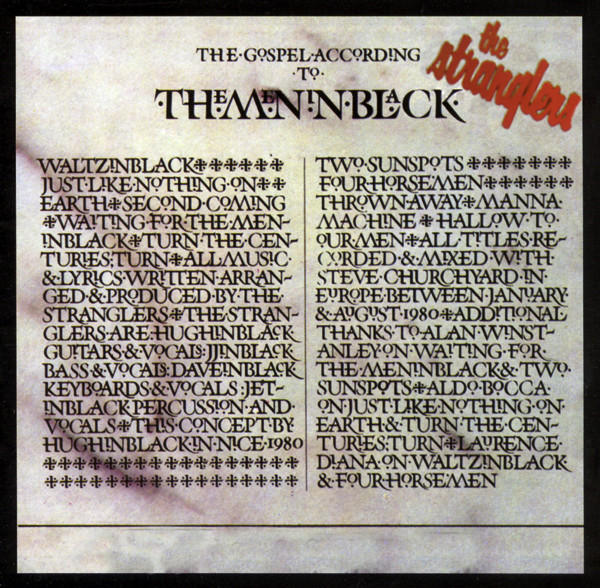 the
stranglers
THE·GOSPEL·ACCORDING
·TO·
·THEMENINBLACK·
WALTZINBLACK✤✤✤✤✤✤
JUST·LIKE·NOTHING·ON✤✤
EARTH✤SECOND·COMING
✤WAITING·FOR·THE·MEN-
INBLACK✤TURN·THE·CEN-
TURIES;TURN✤ALL·MUSIC·
&·LYRICS·WRITTEN·ARRAN-
GED·&·PRODUCED·BY·THE·
STRANGLERS✤THE·STRAN-
GLERS·ARE:HUGHINBLACK
GUITARS·&·VOCALS:JJINBLACK
BASS·&·VOCALS:DAVEINBLACK
KEYBOARDS·&·VOCALS:JET-
INBLACK·PERCUSSION·AND·
VOCALS✤THIS·CONCEPT·BY·
HUGHINBLACK·IN·NICE·1980
✤✤✤✤✤✤✤✤✤✤✤✤✤✤✤✤
✤✤✤✤✤✤✤✤✤✤✤✤✤✤✤✤
TWO·SUNSPOTS✤✤✤✤✤✤✤
FOUR·HORSEMEN✤✤✤✤✤✤
THROWN·AWAY✤MANNA·
MACHINE✤HALLOW·TO·
OUR·MEN✤ALL·TITLES·RE-
CORDED·&·MIXED·WITH·
STEVE·CHURCHYARD·IN·
EUROPE·BETWEEN·JANUARY·
&·AUGUST·1980✤ADDITIONAL
THANKS·TO·ALAN·WINST-
ANLEY·ON·WAITING·FOR·
THE·MENINBLACK·&·TWO·
SUNSPOTS✤ALDO·BOCCA·
ON·JUST·LIKE·NOTHING·ON·
EARTH·&·TURN·THE·CEN-
TURIES;TURN✤LAURENCE·
DIANA·ON·WALTZINBLACK
&·FOUR·HORSEMEN